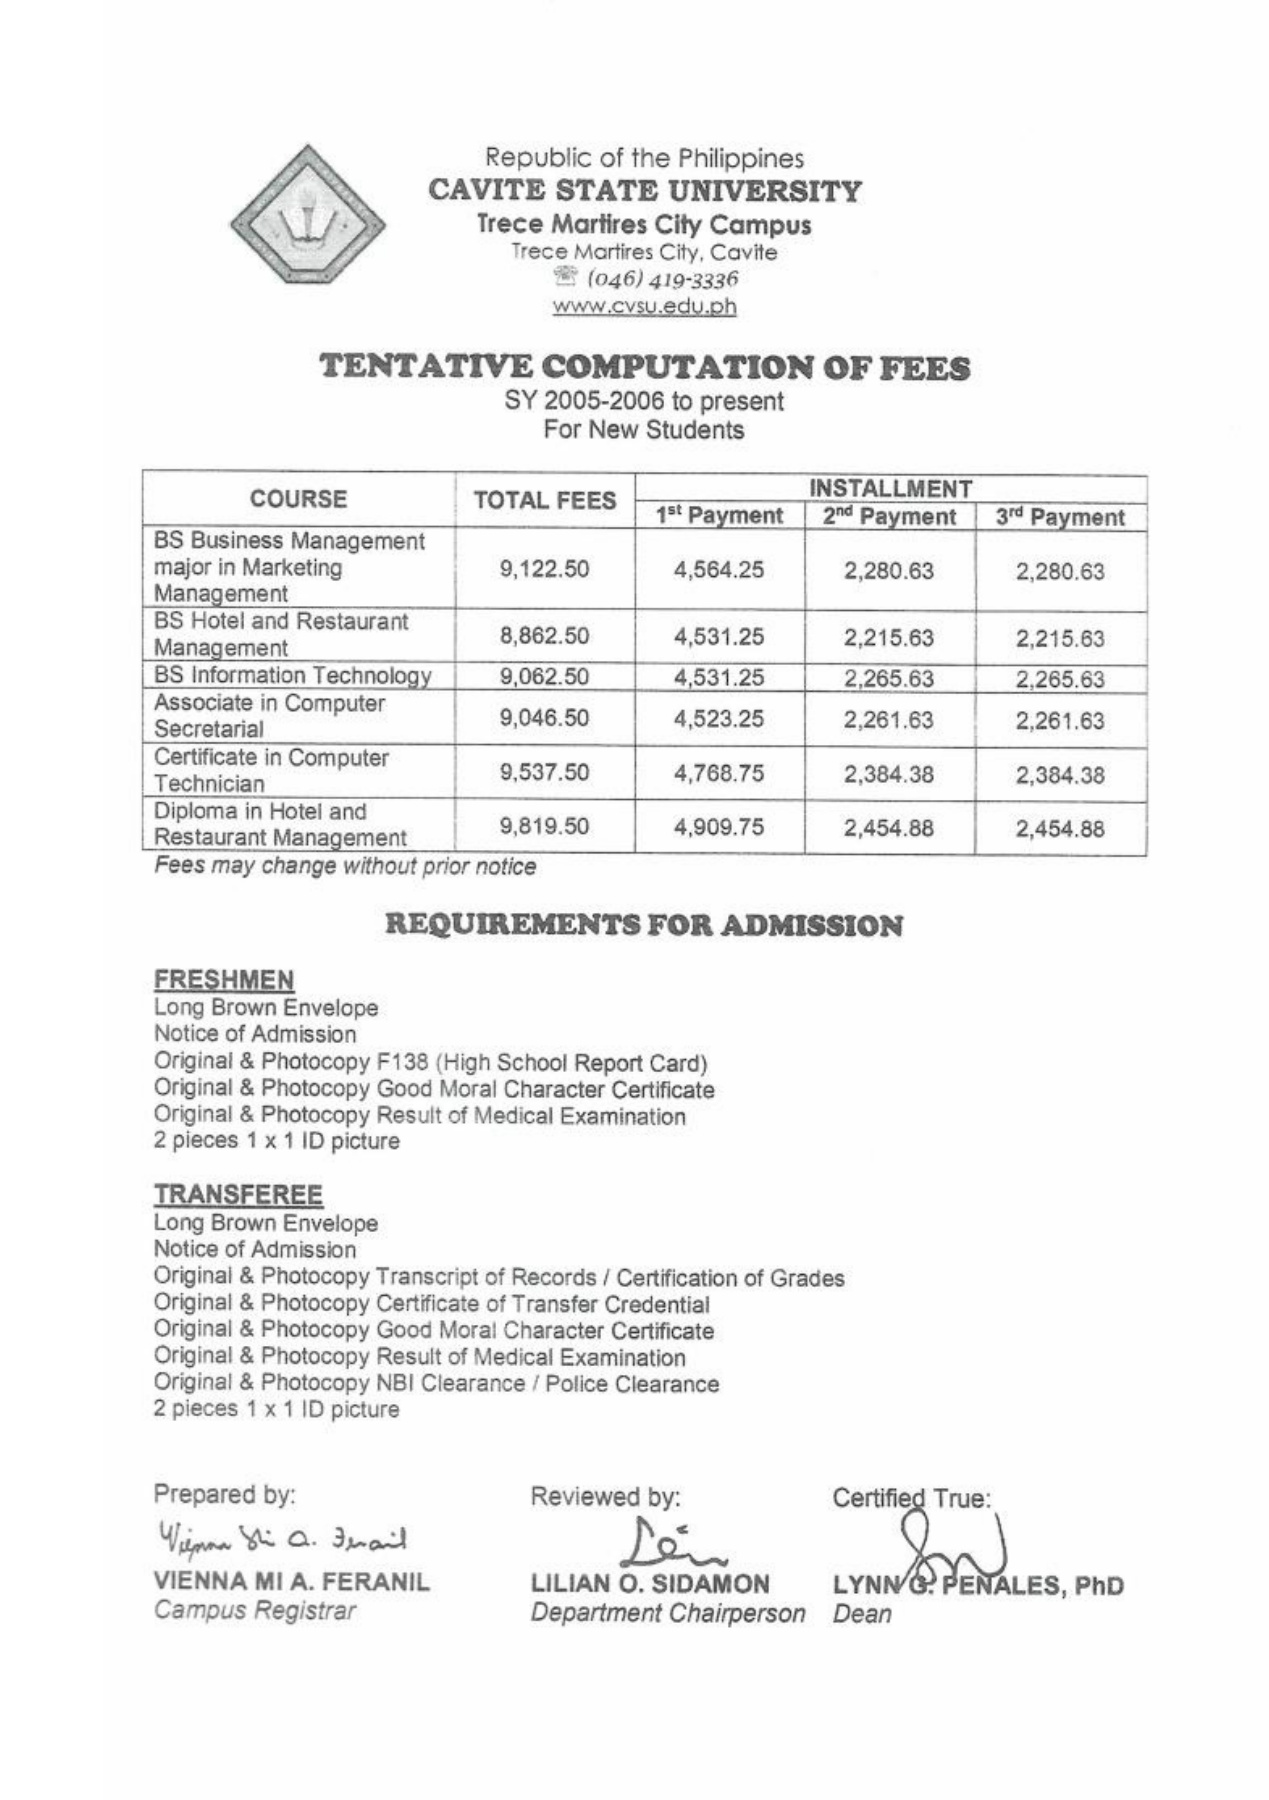 Republic of the Philippines
CAVITE STATE UNIVERSITY
Trece Martires City Campus
Trece Martires City, Cavite
☏ (046) 419-3336
www.cvsu.edu.ph
TENTATIVE COMPUTATION OF FEES
SY 2005-2006 to present
For New Students
COURSE TOTAL FEES INSTALLMENT
1st Payment 2nd Payment 3rd Payment
BS Business Management
major in Marketing 9,122.50 4,564.25 2,280.63 2,280.63
Management
BS Hotel and Restaurant
Management 8,862.50 4,531.25 2,215.63 2,215.63
BS Information Technology 9,062.50 4,531.25 2,265.63 2,265.63
Associate in Computer
Secretarial 9,046.50 4,523.25 2,261.63 2,261.63
Certificate in Computer
Technician 9,537.50 4,768.75 2,384.38 2,384.38
Diploma in Hotel and
Restaurant Management 9,819.50 4,909.75 2,454.88 2,454.88
Fees may change without prior notice
REQUIREMENTS FOR ADMISSION
FRESHMEN
Long Brown Envelope
Notice of Admission
Original & Photocopy F138 (High School Report Card)
Original & Photocopy Good Moral Character Certificate
Original & Photocopy Result of Medical Examination
2 pieces 1 x 1 ID picture
TRANSFEREE
Long Brown Envelope
Notice of Admission
Original & Photocopy Transcript of Records / Certification of Grades
Original & Photocopy Certificate of Transfer Credential
Original & Photocopy Good Moral Character Certificate
Original & Photocopy Result of Medical Examination
Original & Photocopy NBI Clearance / Police Clearance
2 pieces 1 x 1 ID picture
Prepared by: Reviewed by: Certified True:
VIENNA MI A. FERANIL LILIAN O. SIDAMON LYNN G. PENALES, PhD
Campus Registrar Department Chairperson Dean